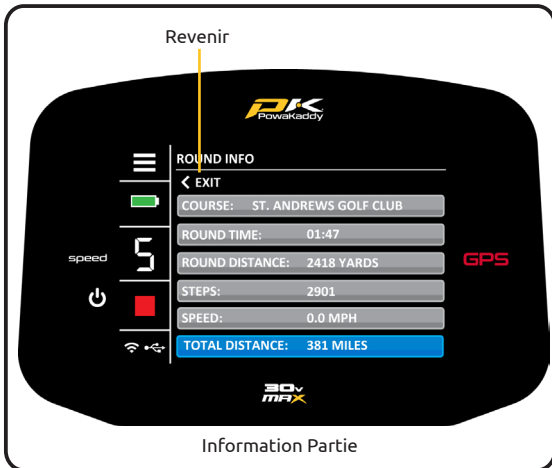 Revenir
PK
PowaKaddy
ROUND INFO
< EXIT
COURSE: ST. ANDREWS GOLF CLUB
ROUND TIME: 01:47
speed
5
ROUND DISTANCE: 2418 YARDS
GPS
STEPS: 2901
SPEED: 0.0 MPH
TOTAL DISTANCE: 381 MILES
30v
MAX
Information Partie